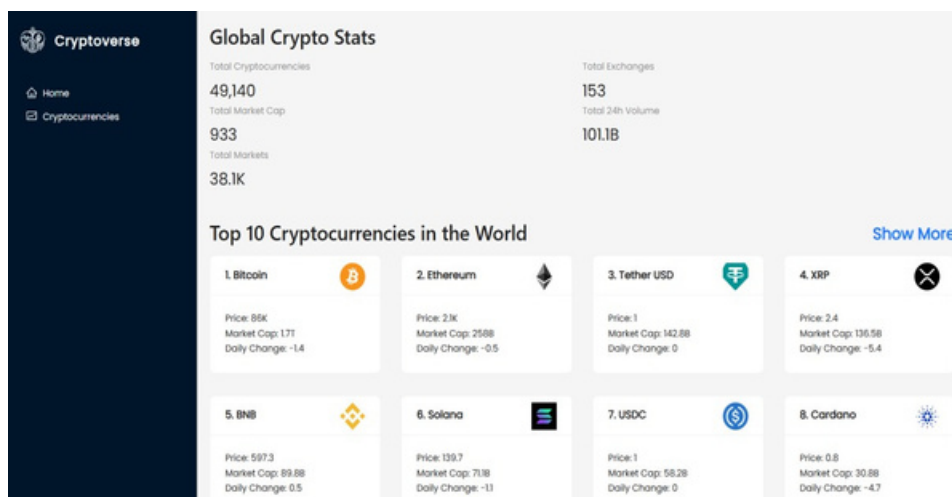 Cryptoverse
Home
Cryptocurrencies
Global Crypto Stats
Total Cryptocurrencies
49,140
Total Exchanges
153
Total Market Cap
933
Total 24h Volume
101.1B
Total Markets
38.1K
Top 10 Cryptocurrencies in the World
Show More
1. Bitcoin
Price: 86K
Market Cap: 1.7T
Daily Change: -1.4
2. Ethereum
Price: 2.1K
Market Cap: 258B
Daily Change: -0.5
3. Tether USD
Price: 1
Market Cap: 142.8B
Daily Change: 0
4. XRP
Price: 2.4
Market Cap: 136.5B
Daily Change: -5.4
5. BNB
Price: 597.3
Market Cap: 89.8B
Daily Change: 0.5
6. Solana
Price: 139.7
Market Cap: 71.1B
Daily Change: -1.1
7. USDC
Price: 1
Market Cap: 58.2B
Daily Change: 0
8. Cardano
Price: 0.8
Market Cap: 30.8B
Daily Change: -4.7